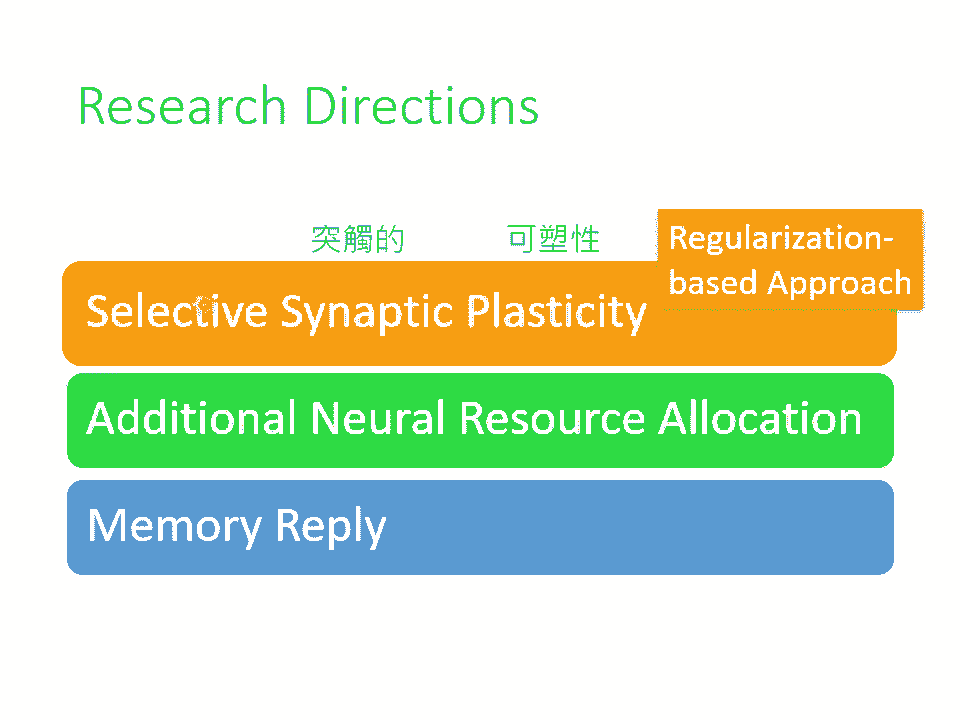 Research Directions
突觸的 可塑性
Regularization-
based Approach
Selective Synaptic Plasticity
Additional Neural Resource Allocation
Memory Reply